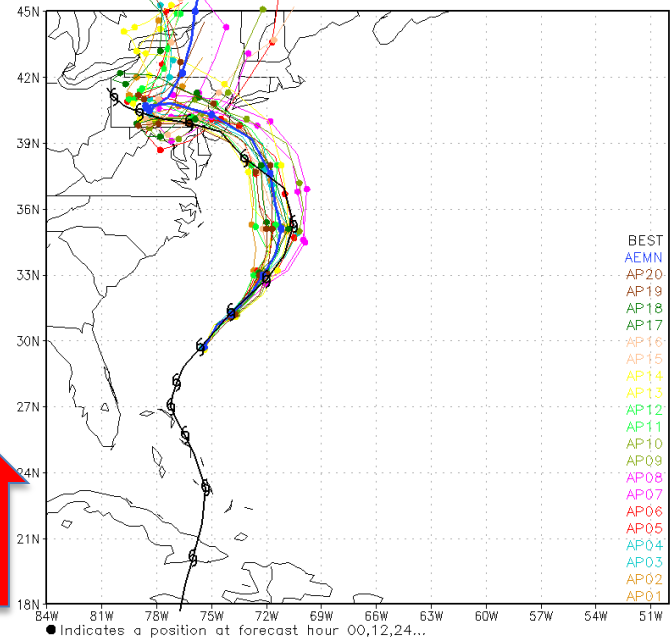 45N
42N
39N
36N
33N
30N
27N
24N
21N
18N
BEST
AEMN
AP20
AP19
AP18
AP17
AP16
AP15
AP14
AP13
AP12
AP11
AP10
AP09
AP08
AP07
AP06
AP05
AP04
AP03
AP02
AP01
84W 81W 78W 75W 72W 69W 66W 63W 60W 57W 54W 51W
Indicates a position at forecast hour 00,12,24...